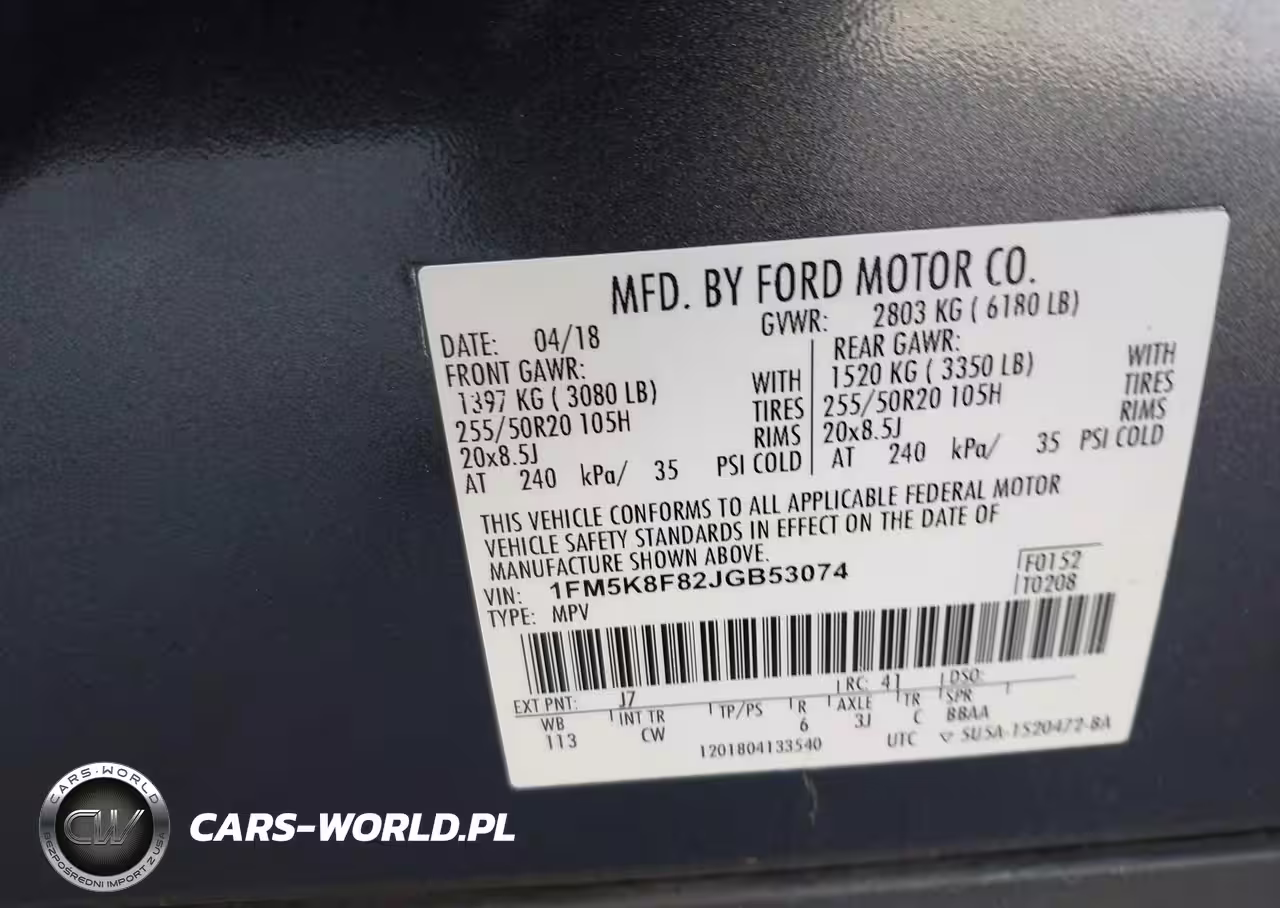 MFD. BY FORD MOTOR CO.
DATE: 04/18 GVWR: 2803 KG ( 6180 LB)
FRONT GAWR: REAR GAWR:
1397 KG ( 3080 LB) WITH 1520 KG ( 3350 LB) WITH
255/50R20 105H TIRES 255/50R20 105H TIRES
20x8.5J RIMS 20x8.5J RIMS
AT 240 kPa/ 35 PSI COLD AT 240 kPa/ 35 PSI COLD
THIS VEHICLE CONFORMS TO ALL APPLICABLE FEDERAL MOTOR
VEHICLE SAFETY STANDARDS IN EFFECT ON THE DATE OF
MANUFACTURE SHOWN ABOVE.
VIN: 1FM5K8F82JGB53074 F0152
TYPE: MPV T0208
EXT PNT: J7 RC: 41 DSO:
WB INT TR TP/PS R AXLE TR SPR
113 CW 6 3J C BBAA
1201804133540 UTC ▽ SU5A-1520472-BA
CARS-WORLD
CW
BEZPOŚREDNI IMPORT Z USA
CARS-WORLD.PL